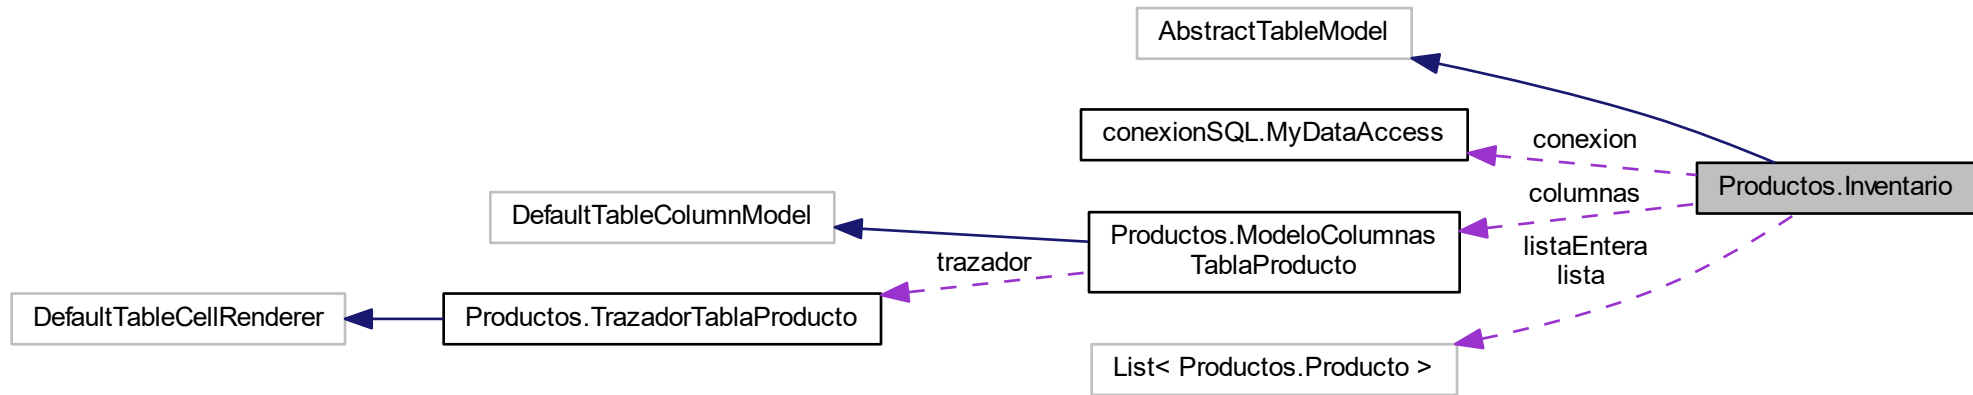 AbstractTableModel
conexionSQL.MyDataAccess
conexion
Productos.Inventario
DefaultTableColumnModel
Productos.ModeloColumnas
TablaProducto
columnas
trazador
listaEntera
lista
DefaultTableCellRenderer
Productos.TrazadorTablaProducto
List< Productos.Producto >